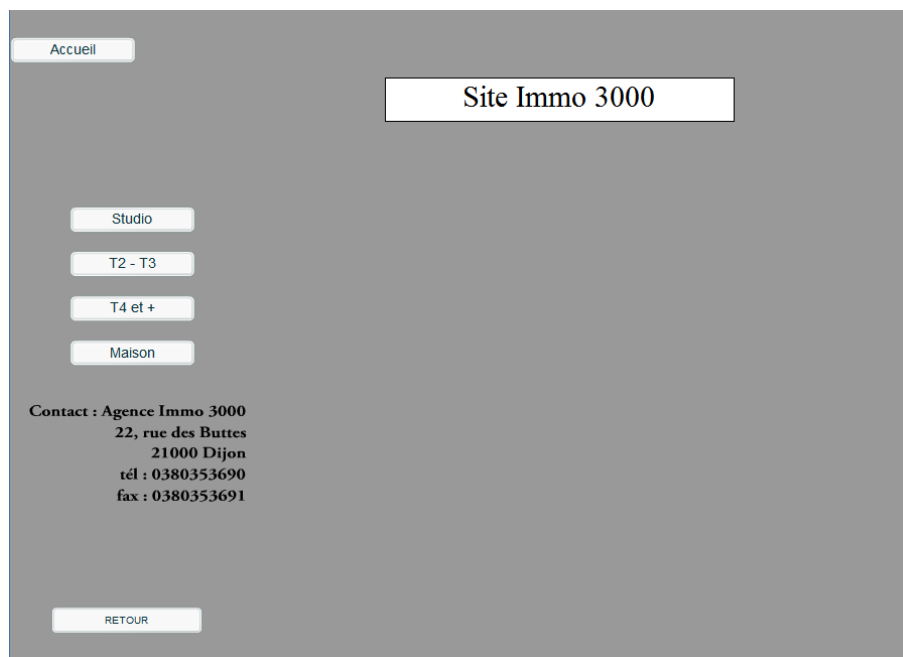 Accueil
Site Immo 3000
Studio
T2 - T3
T4 et +
Maison
Contact : Agence Immo 3000
22, rue des Buttes
21000 Dijon
tél : 0380353690
fax : 0380353691
RETOUR